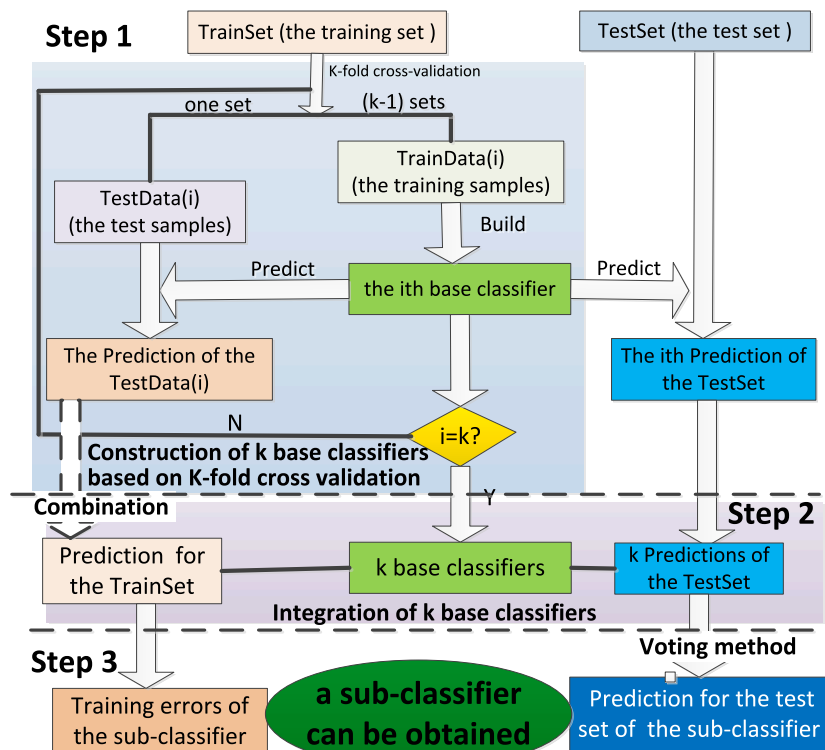 Step 1
TrainSet (the training set )
TestSet (the test set )
K-fold cross-validation
one set
(k-1) sets
TrainData(i)
(the training samples)
TestData(i)
(the test samples)
Build
Predict
the ith base classifier
Predict
The Prediction of the
TestData(i)
The ith Prediction of
the TestSet
N
i=k?
Construction of k base classifiers
based on K-fold cross validation
Y
Combination
Step 2
Prediction for
the TrainSet
k base classifiers
k Predictions of
the TestSet
Integration of k base classifiers
Voting method
Step 3
Training errors of
the sub-classifier
a sub-classifier
can be obtained
Prediction for the test
set of the sub-classifier